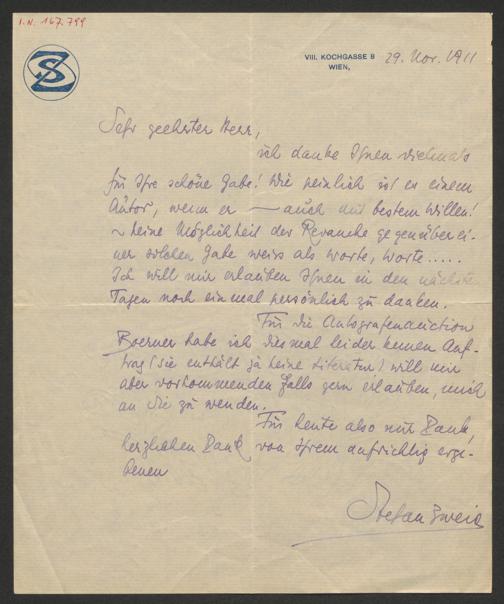 I.N. 167.799
SZ
VIII. KOCHGASSE 8
WIEN,
29. Nov. 1911
Sehr geehrter Herr,
ich danke Ihnen vielmals
für Ihre schöne Gabe! Wie peinlich ist es einem
Autor, wenn er — auch mit bestem Willen!
— keine Möglichkeit der Revanche gegenüber ei-
ner solchen Gabe weiss als Worte, Worte.....
Ich will mir erlauben Ihnen in den nächsten
Tagen noch einmal persönlich zu danken.
Für die Autografenauction
Boerner habe ich diesmal leider keinen Auf-
trag (sie enthält ja keine Literatur) will mir
aber vorkommenden Falls gern erlauben, mich
an Sie zu wenden.
Für heute also nur Dank,
herzlichen Dank von Ihrem aufrichtig erge-
benen
Stefan Zweig